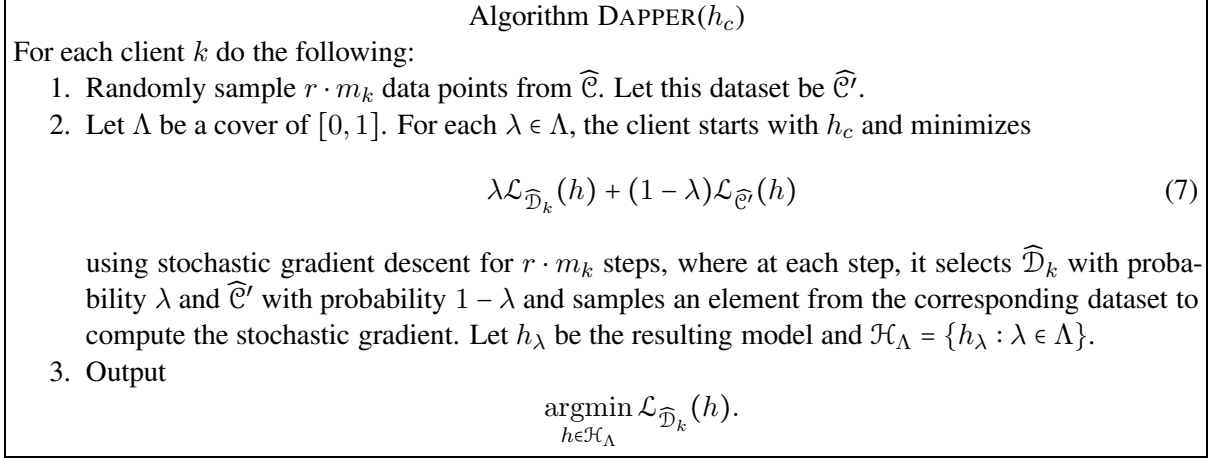 Algorithm DAPPER(h_c)
For each client k do the following:
1. Randomly sample r · m_k data points from Ĉ. Let this dataset be Ĉ′.
2. Let Λ be a cover of [0, 1]. For each λ ∈ Λ, the client starts with h_c and minimizes
λℒ_{D̂_k}(h) + (1 − λ)ℒ_{Ĉ′}(h) (7)
using stochastic gradient descent for r · m_k steps, where at each step, it selects D̂_k with proba-
bility λ and Ĉ′ with probability 1 − λ and samples an element from the corresponding dataset to
compute the stochastic gradient. Let h_λ be the resulting model and ℋ_Λ = {h_λ : λ ∈ Λ}.
3. Output
argmin ℒ_{D̂_k}(h).
h∈ℋ_Λ